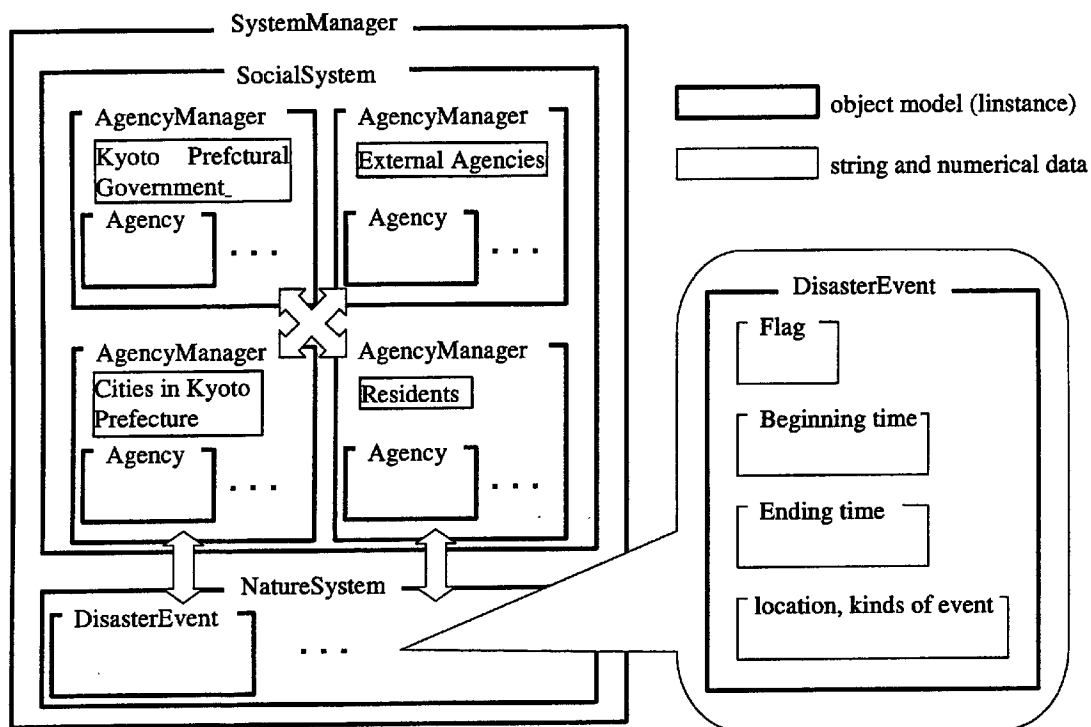 SystemManager
SocialSystem
AgencyManager
Kyoto Prefctural
Government_
Agency
. . .
AgencyManager
External Agencies
Agency
. . .
AgencyManager
Cities in Kyoto
Prefecture
Agency
. . .
AgencyManager
Residents
Agency
. . .
NatureSystem
DisasterEvent
. . .
object model (linstance)
string and numerical data
DisasterEvent
Flag
Beginning time
Ending time
location, kinds of event